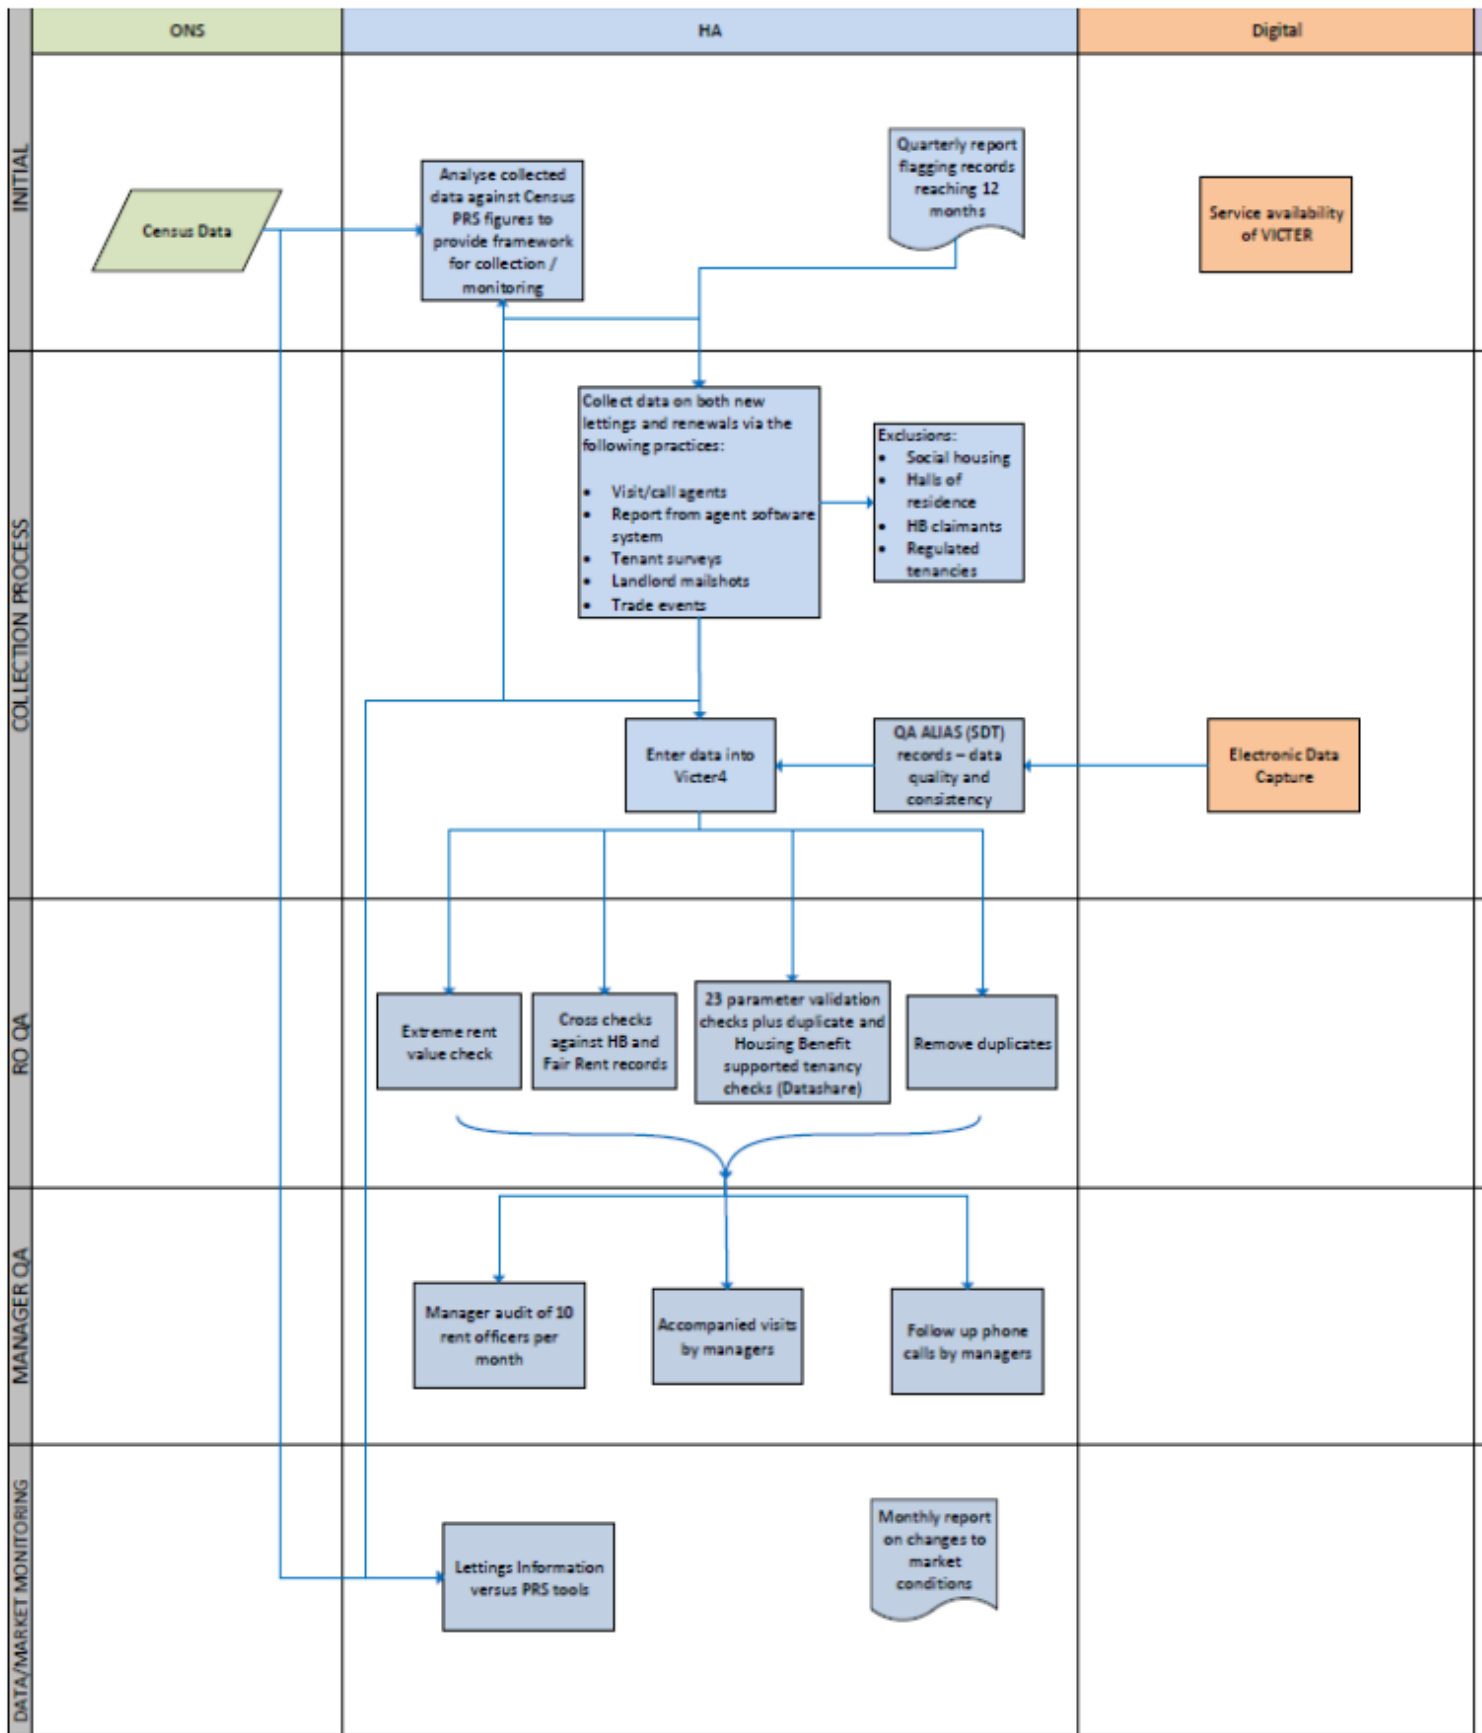 ONS
HA
Digital
INITIAL
Census Data
Analyse collected
data against Census
PRS figures to
provide framework
for collection /
monitoring
Quarterly report
flagging records
reaching 12
months
Service availability
of VICTER
COLLECTION PROCESS
Collect data on both new
lettings and renewals via the
following practices:
• Visit/call agents
• Report from agent software
system
• Tenant surveys
• Landlord mailshots
• Trade events
Exclusions:
• Social housing
• Halls of
residence
• HB claimants
• Regulated
tenancies
Enter data into
Victer4
QA ALIAS (SDT)
records – data
quality and
consistency
Electronic Data
Capture
RO QA
Extreme rent
value check
Cross checks
against HB and
Fair Rent records
23 parameter validation
checks plus duplicate and
Housing Benefit
supported tenancy
checks (Datashare)
Remove duplicates
MANAGER QA
Manager audit of 10
rent officers per
month
Accompanied visits
by managers
Follow up phone
calls by managers
DATA/MARKET MONITORING
Lettings Information
versus PRS tools
Monthly report
on changes to
market
conditions